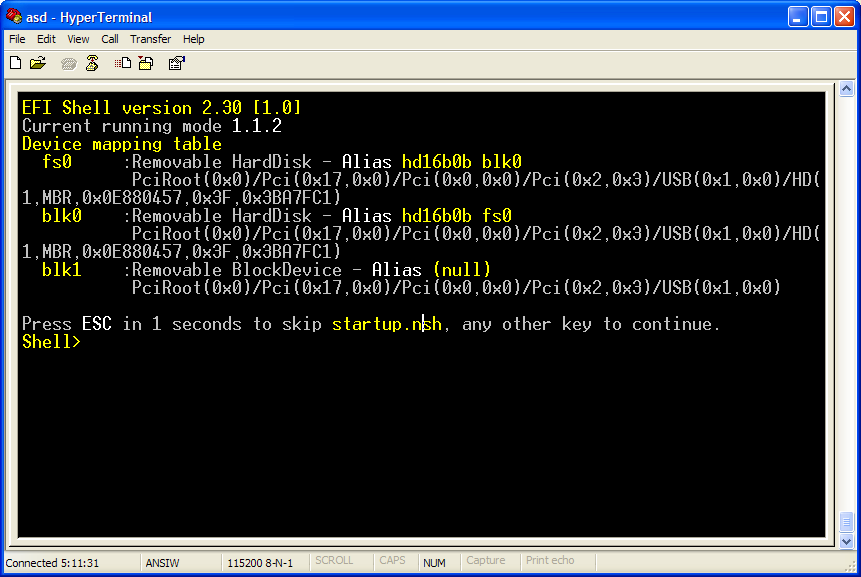 asd - HyperTerminal
File Edit View Call Transfer Help
EFI Shell version 2.30 [1.0]
Current running mode 1.1.2
Device mapping table
fs0 :Removable HardDisk - Alias hd16b0b blk0
PciRoot(0x0)/Pci(0x17,0x0)/Pci(0x0,0x0)/Pci(0x2,0x3)/USB(0x1,0x0)/HD(
1,MBR,0x0E880457,0x3F,0x3BA7FC1)
blk0 :Removable HardDisk - Alias hd16b0b fs0
PciRoot(0x0)/Pci(0x17,0x0)/Pci(0x0,0x0)/Pci(0x2,0x3)/USB(0x1,0x0)/HD(
1,MBR,0x0E880457,0x3F,0x3BA7FC1)
blk1 :Removable BlockDevice - Alias (null)
PciRoot(0x0)/Pci(0x17,0x0)/Pci(0x0,0x0)/Pci(0x2,0x3)/USB(0x1,0x0)
Press ESC in 1 seconds to skip startup.nsh, any other key to continue.
Shell>
Connected 5:11:31 ANSIW 115200 8-N-1 SCROLL CAPS NUM Capture Print echo